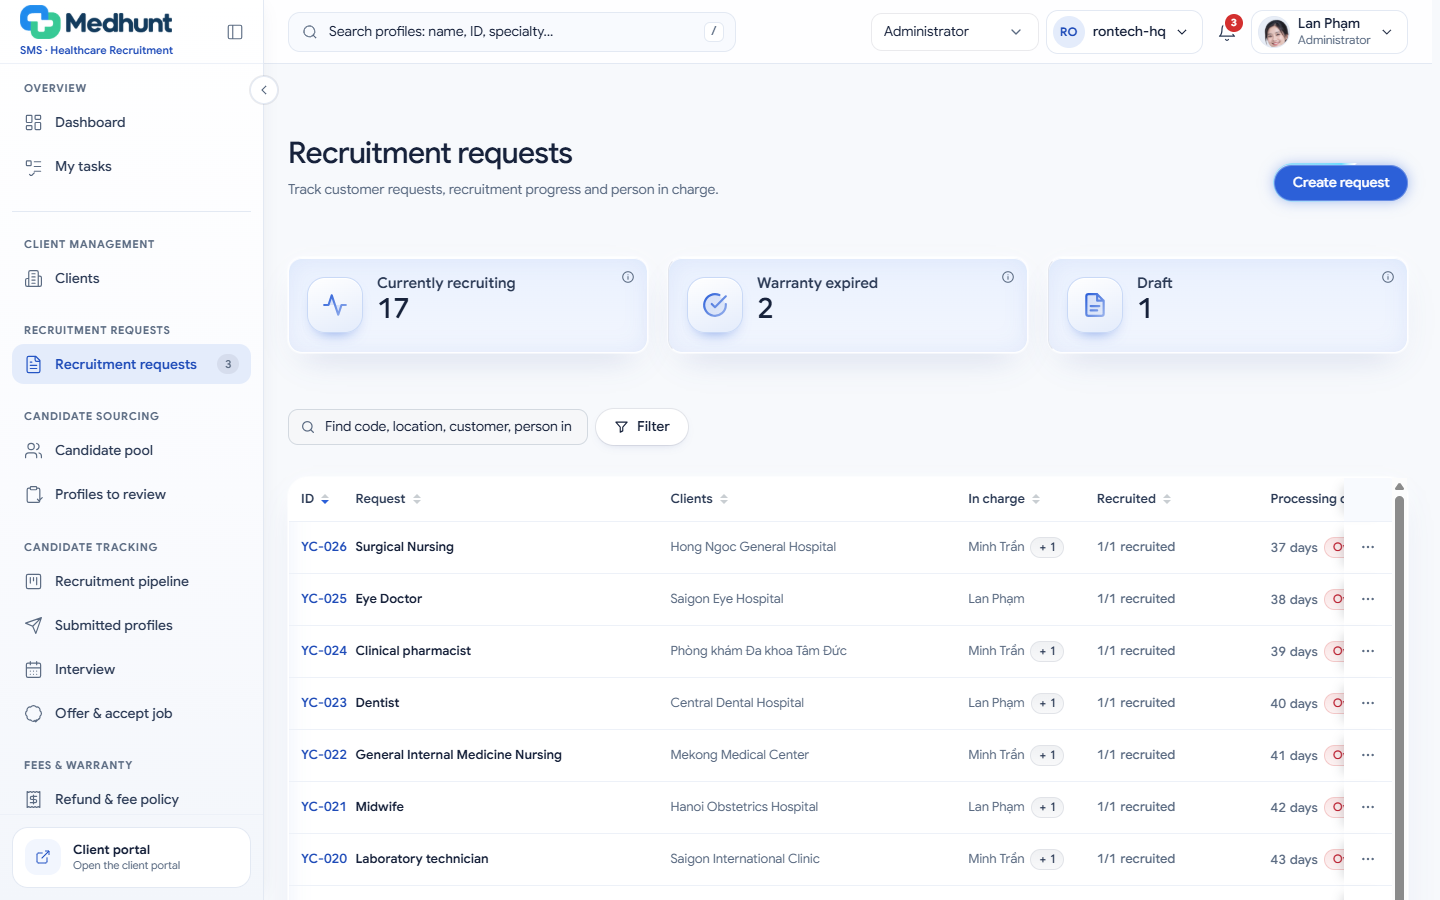 Medhunt
SMS · Healthcare Recruitment
Search profiles: name, ID, specialty...
/
Administrator
RO
rontech-hq
3
Lan Phạm
Administrator
OVERVIEW
Dashboard
My tasks
CLIENT MANAGEMENT
Clients
RECRUITMENT REQUESTS
Recruitment requests
3
CANDIDATE SOURCING
Candidate pool
Profiles to review
CANDIDATE TRACKING
Recruitment pipeline
Submitted profiles
Interview
Offer & accept job
FEES & WARRANTY
Refund & fee policy
Client portal
Open the client portal
Recruitment requests
Track customer requests, recruitment progress and person in charge.
Create request
Currently recruiting
17
Warranty expired
2
Draft
1
Find code, location, customer, person in
Filter
ID Request Clients In charge Recruited Processing
YC-026 Surgical Nursing Hong Ngoc General Hospital Minh Trần + 1 1/1 recruited 37 days
YC-025 Eye Doctor Saigon Eye Hospital Lan Phạm 1/1 recruited 38 days
YC-024 Clinical pharmacist Phòng khám Đa khoa Tâm Đức Minh Trần + 1 1/1 recruited 39 days
YC-023 Dentist Central Dental Hospital Lan Phạm + 1 1/1 recruited 40 days
YC-022 General Internal Medicine Nursing Mekong Medical Center Minh Trần + 1 1/1 recruited 41 days
YC-021 Midwife Hanoi Obstetrics Hospital Lan Phạm + 1 1/1 recruited 42 days
YC-020 Laboratory technician Saigon International Clinic Minh Trần + 1 1/1 recruited 43 days